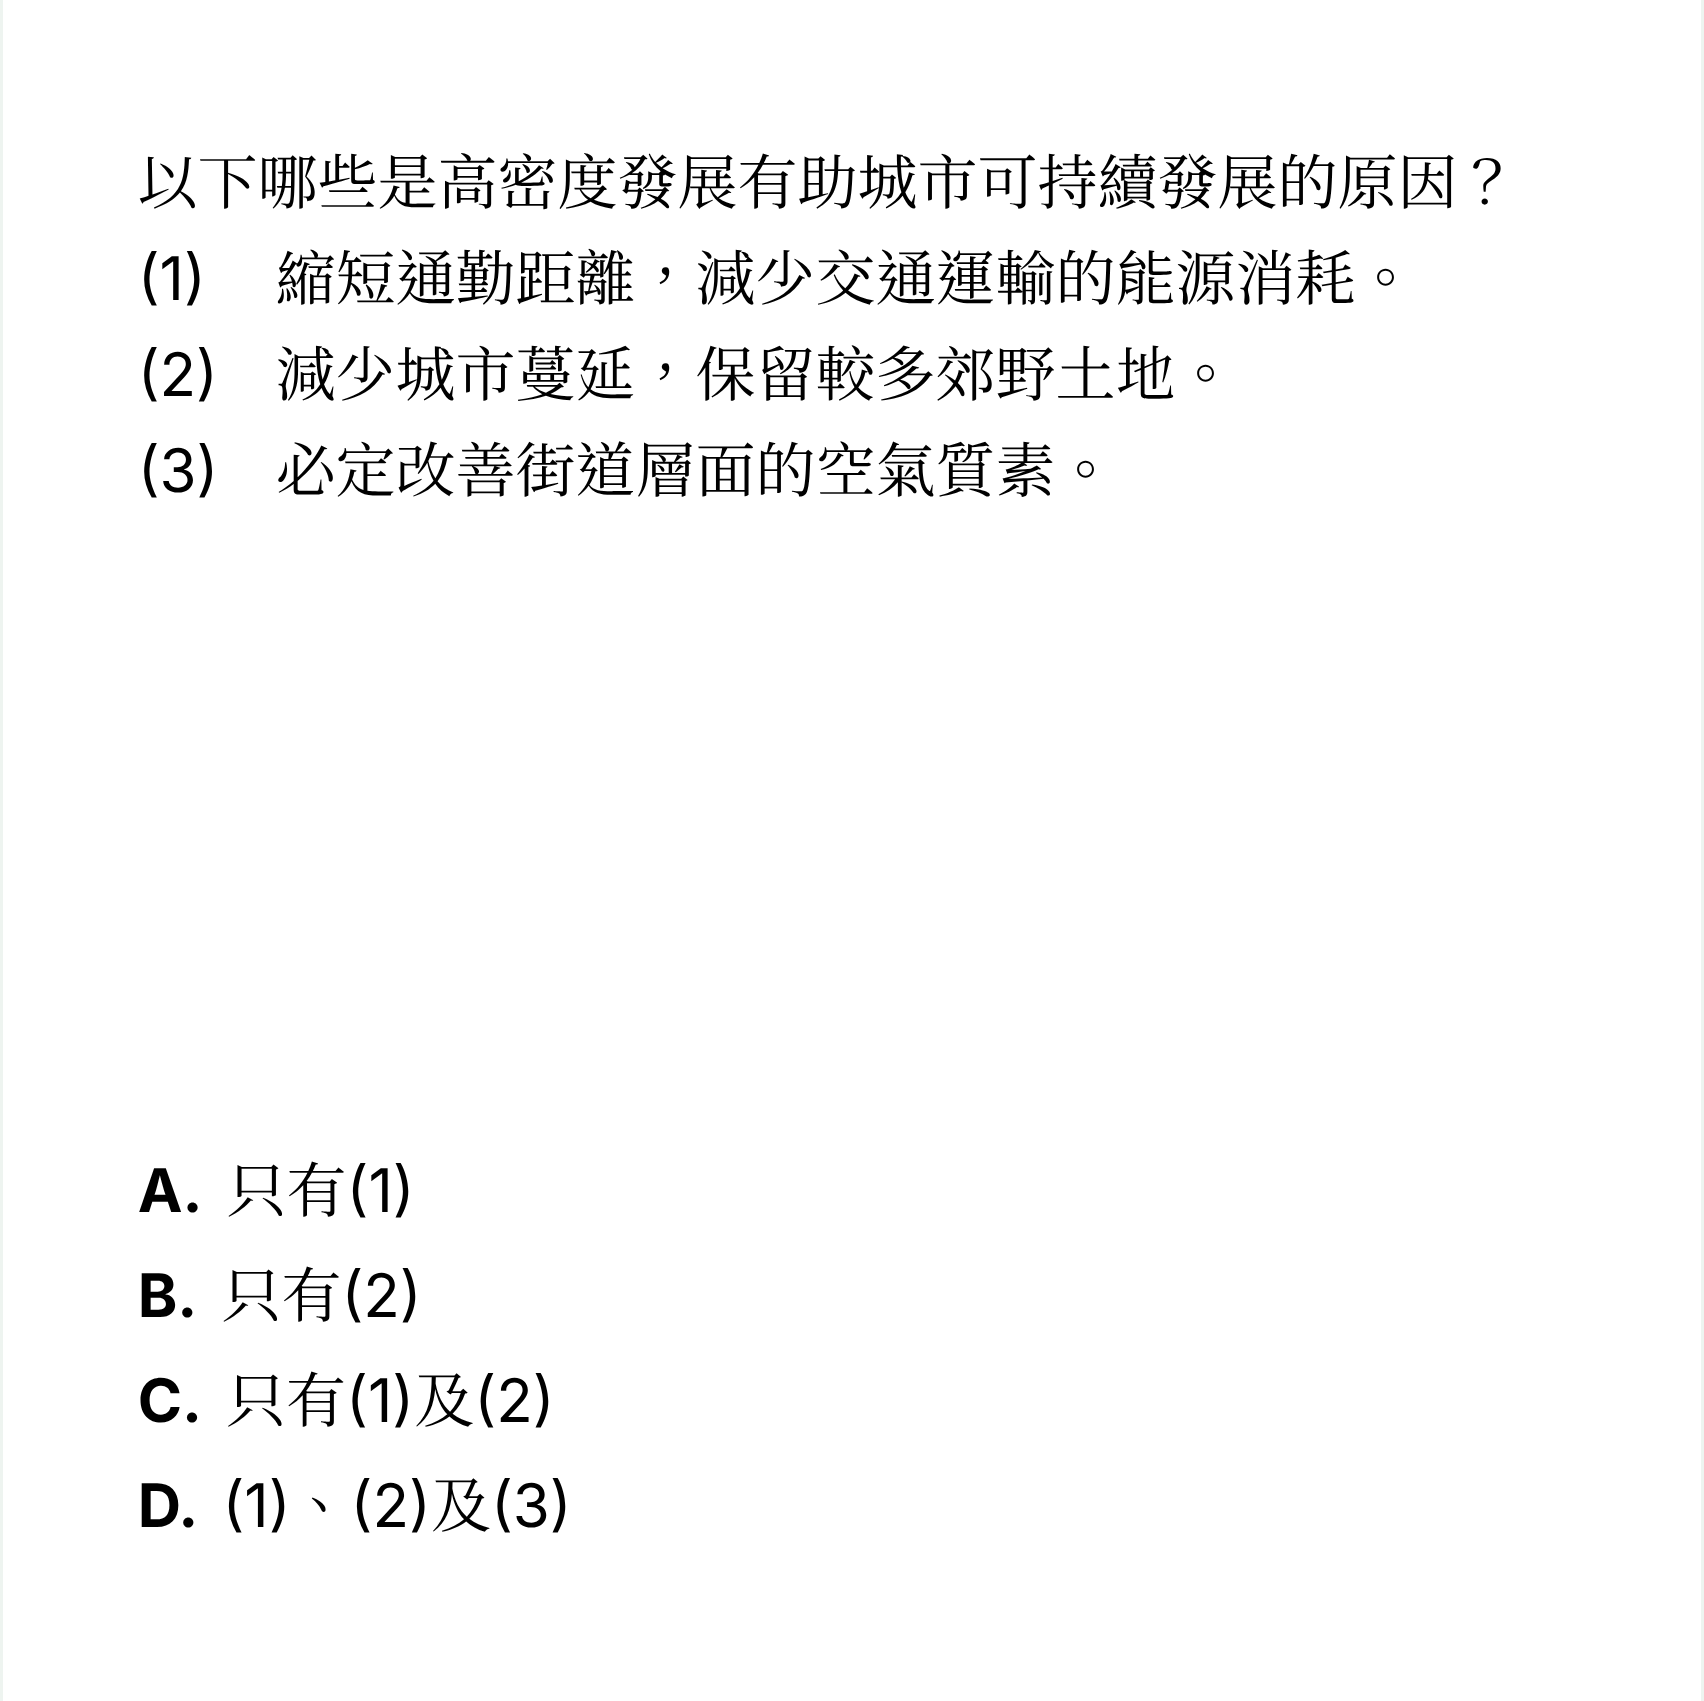 以下哪些是高密度發展有助城市可持續發展的原因？
(1) 縮短通勤距離，減少交通運輸的能源消耗。
(2) 減少城市蔓延，保留較多郊野土地。
(3) 必定改善街道層面的空氣質素。
A. 只有(1)
B. 只有(2)
C. 只有(1)及(2)
D. (1)、(2)及(3)